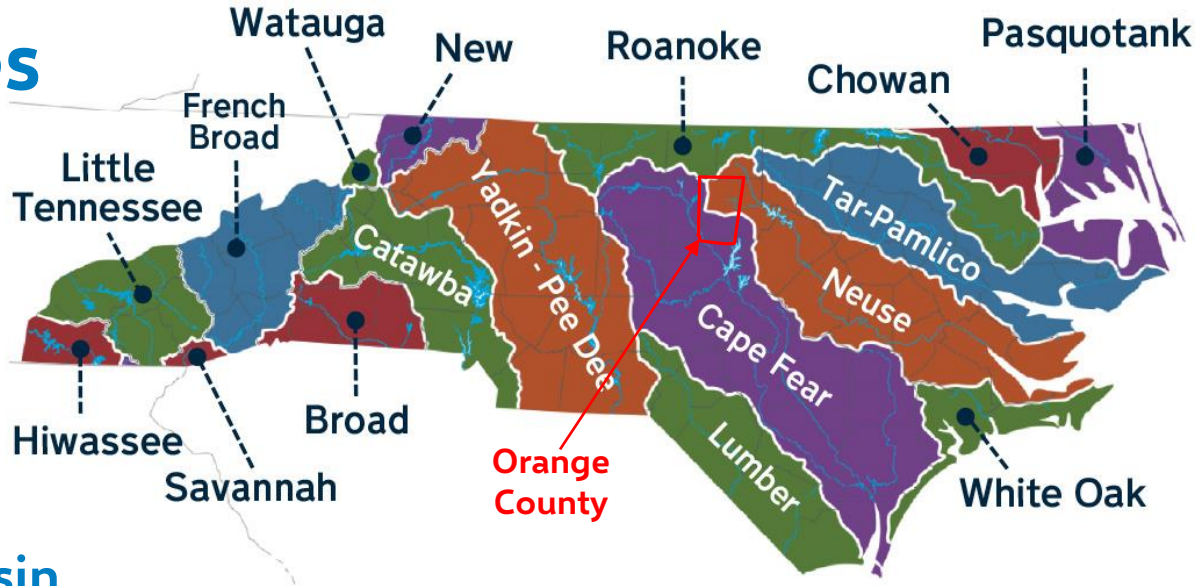 Watauga
New
Roanoke
Pasquotank
Chowan
French
Broad
Little
Tennessee
Yadkin - Pee Dee
Tar-Pamlico
Catawba
Neuse
Cape Fear
Broad
Hiwassee
Savannah
Orange
County
Lumber
White Oak